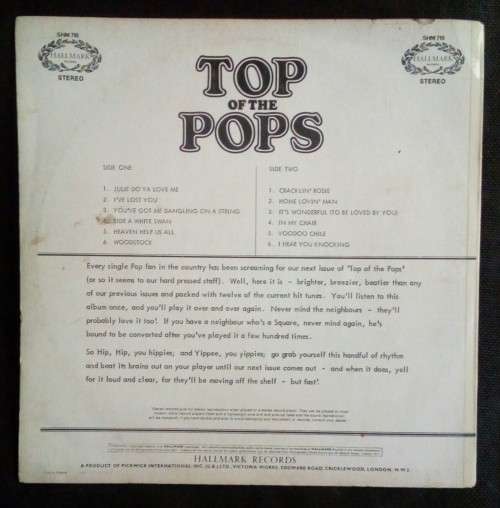 SHM 715
HALLMARK
STEREO
SHM 715
HALLMARK
STEREO
TOP
OF THE
POPS
SIDE ONE
1. JULIE DO YA LOVE ME
2. I'VE LOST YOU
3. YOU'VE GOT ME DANGLING ON A STRING
4. RIDE A WHITE SWAN
5. HEAVEN HELP US ALL
6. WOODSTOCK
SIDE TWO
1. CRACKLIN' ROSIE
2. HOME LOVIN' MAN
3. IT'S WONDERFUL (TO BE LOVED BY YOU)
4. IN MY CHAIR
5. VOODOO CHILE
6. I HEAR YOU KNOCKING
Every single Pop fan in the country has been screaming for our next issue of 'Top of the Pops'
(or so it seems to our hard pressed staff). Well, here it is - brighter, breezier, beatier than any
of our previous issues and packed with twelve of the current hit tunes. You'll listen to this
album once, and you'll play it over and over again. Never mind the neighbours - they'll
probably love it too! If you have a neighbour who's a Square, never mind again, he's
bound to be converted after you've played it a few hundred times.
So Hip, Hip, you hippies; and Yippee, you yippies; go grab yourself this handful of rhythm
and beat its brains out on your player until our next issue comes out - and when it does, yell
for it loud and clear, for they'll be moving off the shelf - but fast!
HALLMARK RECORDS
A PRODUCT OF PICKWICK INTERNATIONAL INC. (G.B.) LTD., VICTORIA WORKS, EDGWARE ROAD, CRICKLEWOOD, LONDON, N.W.2.